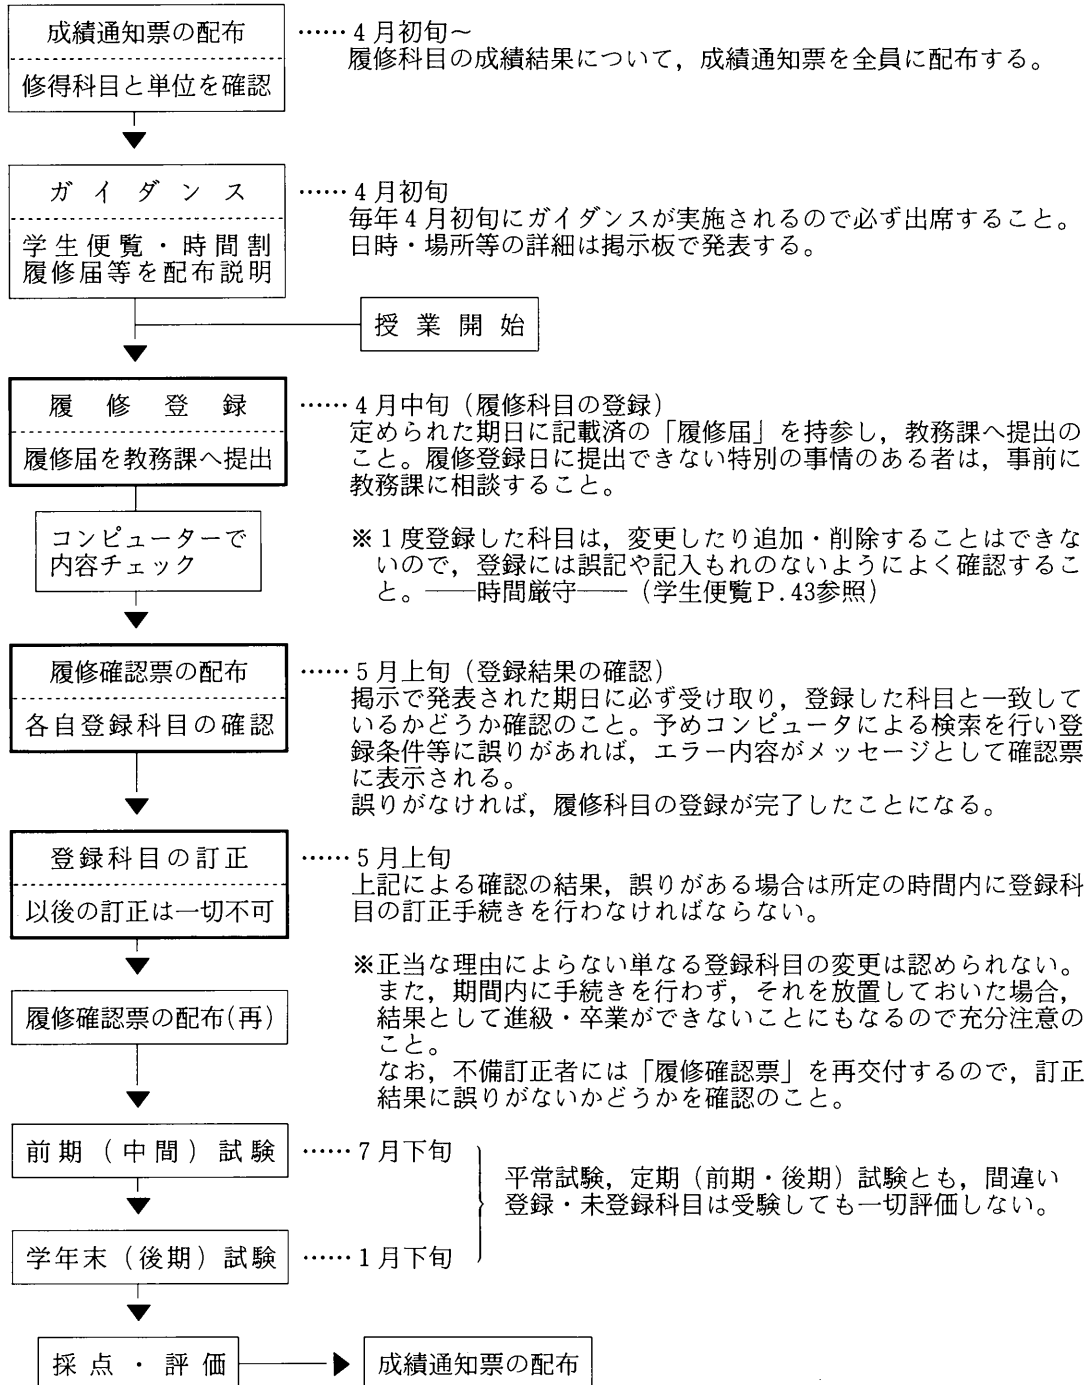 成績通知票の配布
修得科目と単位を確認
……4月初旬~
履修科目の成績結果について，成績通知票を全員に配布する。
ガイダンス
学生便覧・時間割
履修届等を配布説明
……4月初旬
毎年4月初旬にガイダンスが実施されるので必ず出席すること。
日時・場所等の詳細は掲示板で発表する。
授業開始
履修登録
履修届を教務課へ提出
……4月中旬（履修科目の登録）
定められた期日に記載済の「履修届」を持参し，教務課へ提出の
こと。履修登録日に提出できない特別の事情のある者は，事前に
教務課に相談すること。
コンピューターで
内容チェック
※1度登録した科目は，変更したり追加・削除することはできな
いので，登録には誤記や記入もれのないようによく確認するこ
と。――時間厳守――（学生便覧P.43参照）
履修確認票の配布
各自登録科目の確認
……5月上旬（登録結果の確認）
掲示で発表された期日に必ず受け取り，登録した科目と一致して
いるかどうか確認のこと。予めコンピュータによる検索を行い登
録条件等に誤りがあれば，エラー内容がメッセージとして確認票
に表示される。
誤りがなければ，履修科目の登録が完了したことになる。
登録科目の訂正
以後の訂正は一切不可
……5月上旬
上記による確認の結果，誤りがある場合は所定の時間内に登録科
目の訂正手続きを行わなければならない。
※正当な理由によらない単なる登録科目の変更は認められない。
また，期間内に手続きを行わず，それを放置しておいた場合，
結果として進級・卒業ができないことにもなるので充分注意の
こと。
なお，不備訂正者には「履修確認票」を再交付するので，訂正
結果に誤りがないかどうかを確認のこと。
履修確認票の配布(再)
前期（中間）試験
……7月下旬
平常試験，定期（前期・後期）試験とも，間違い
登録・未登録科目は受験しても一切評価しない。
学年末（後期）試験
……1月下旬
採点・評価
成績通知票の配布